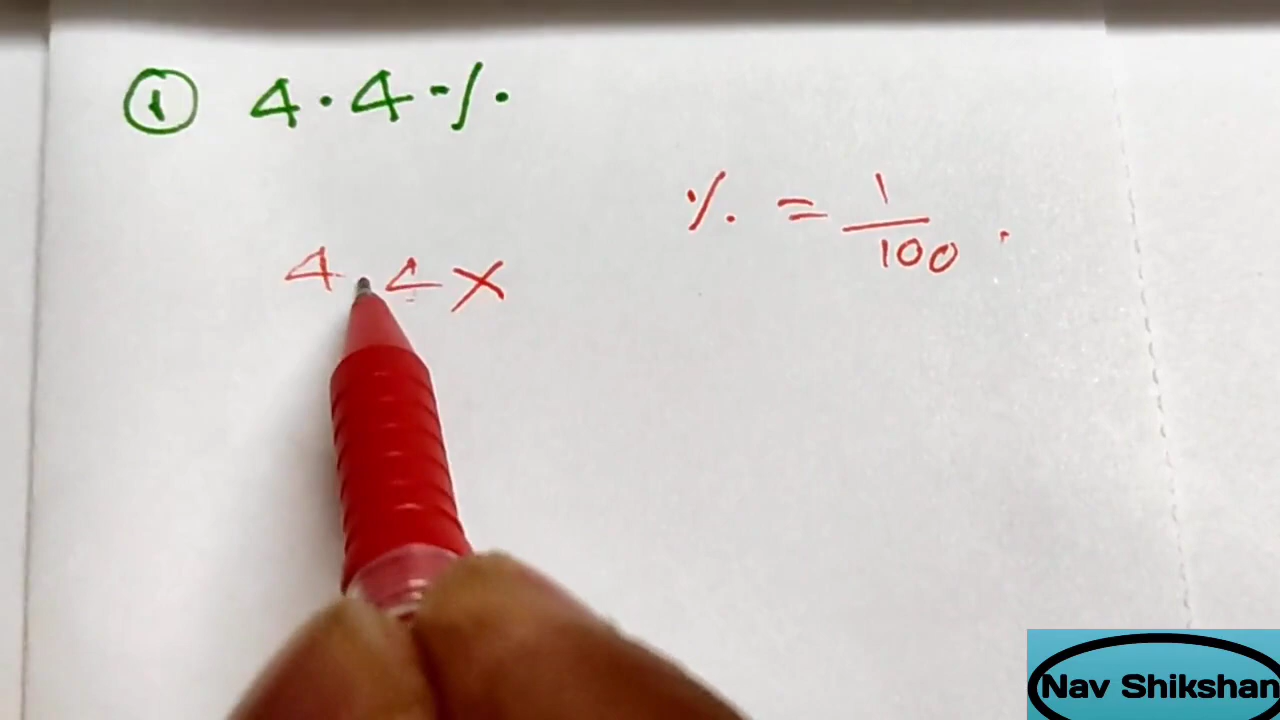 ① 4.4%
% = 1/100.
4.4 ×
Nav Shikshan